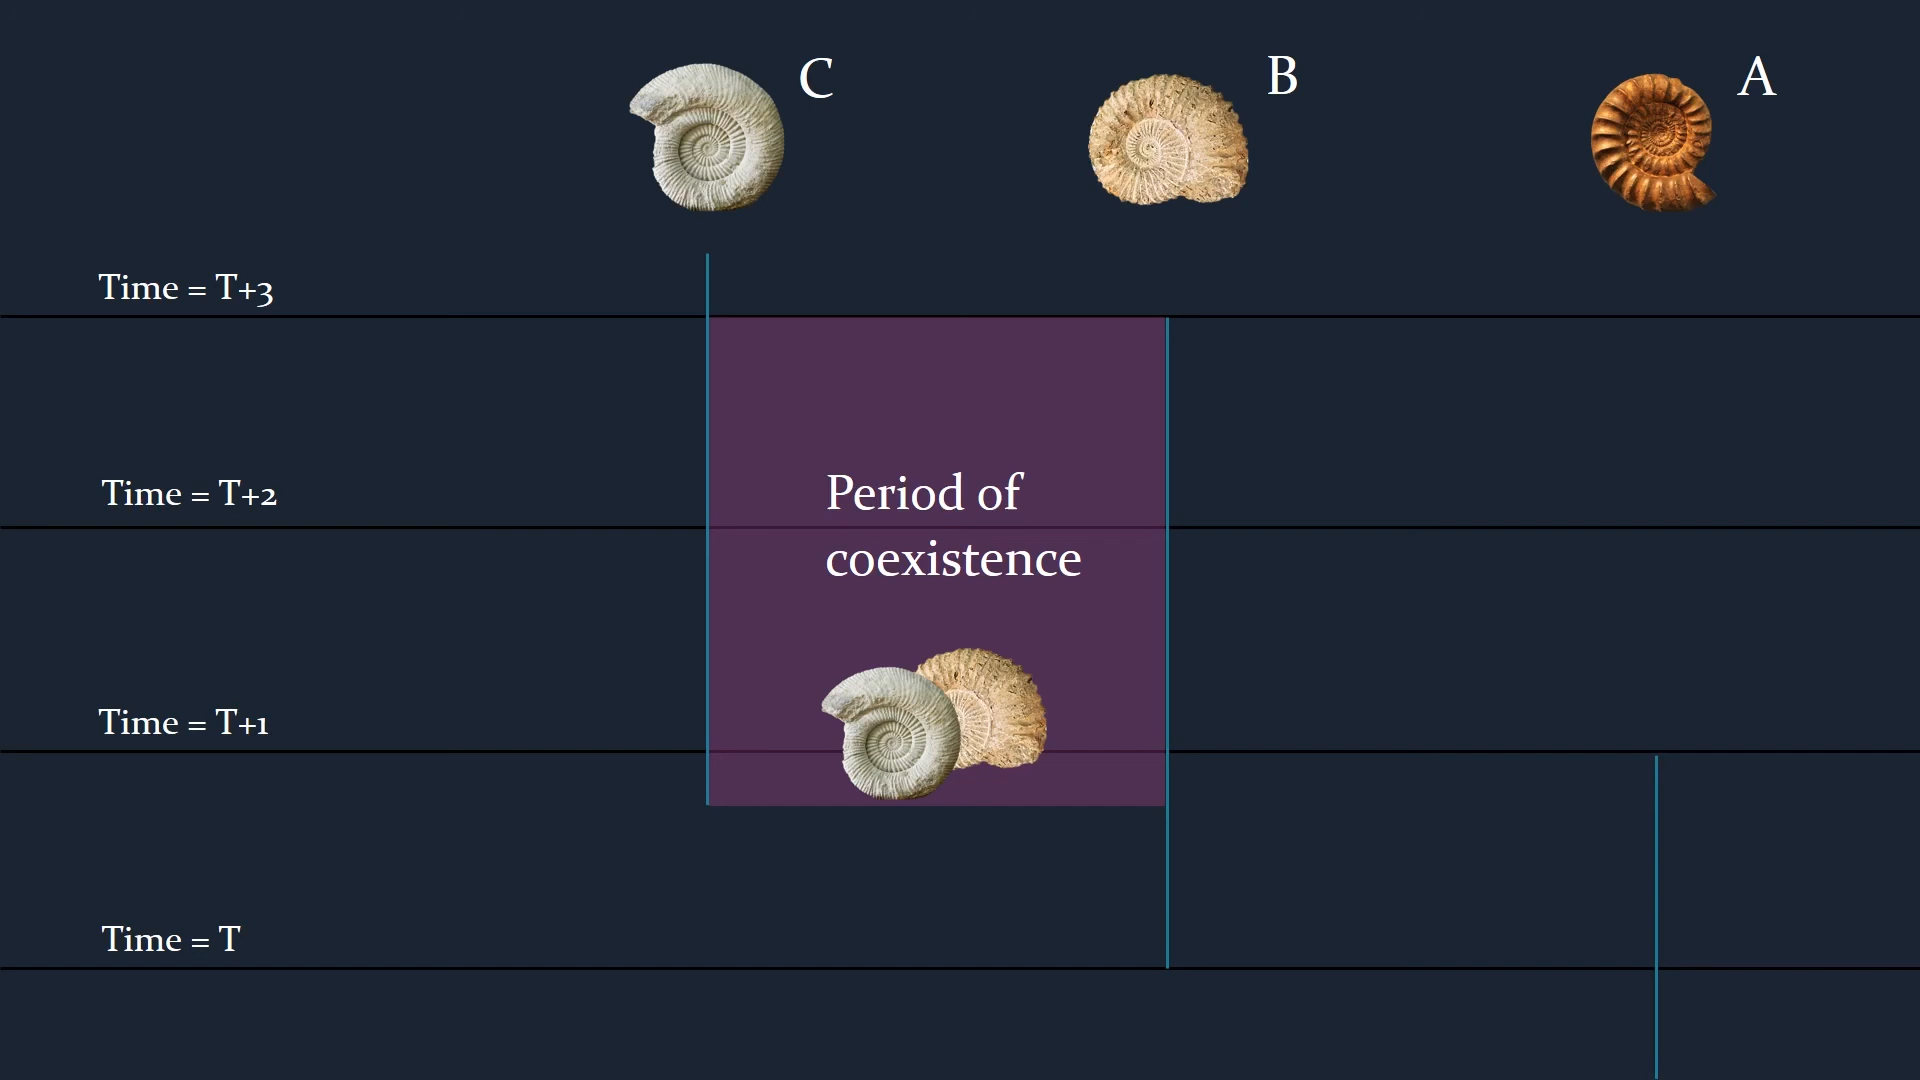 C
B
A
Time = T+3
Period of
coexistence
Time = T+2
Time = T+1
Time = T